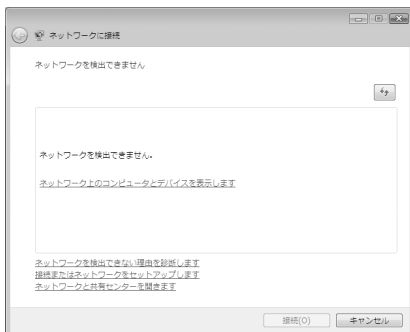 ネットワークに接続
ネットワークを検出できません
ネットワークを検出できません。
ネットワーク上のコンピュータとデバイスを表示します
ネットワークを検出できない理由を診断します
接続またはネットワークをセットアップします
ネットワークと共有センターを開きます
接続(O)
キャンセル